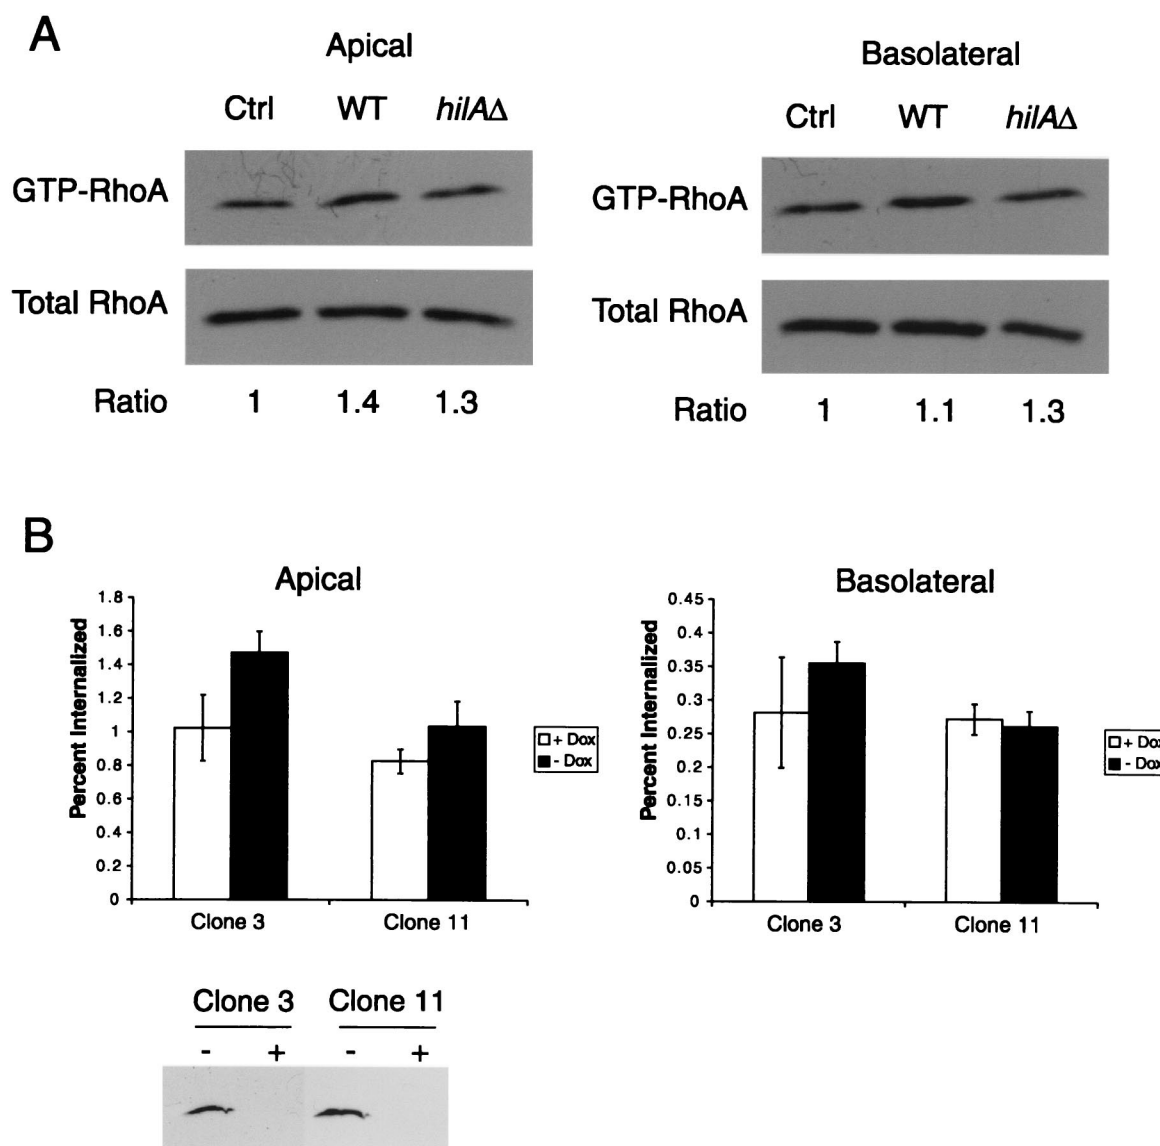 A
Apical
Ctrl WT hilAΔ
GTP-RhoA
Total RhoA
Ratio 1 1.4 1.3
Basolateral
Ctrl WT hilAΔ
GTP-RhoA
Total RhoA
Ratio 1 1.1 1.3
B
Apical
Percent Internalized
1.8
1.6
1.4
1.2
1
0.8
0.6
0.4
0.2
0
Clone 3 Clone 11
+ Dox
- Dox
Basolateral
Percent Internalized
0.45
0.4
0.35
0.3
0.25
0.2
0.15
0.1
0.05
0
Clone 3 Clone 11
+ Dox
- Dox
Clone 3 Clone 11
- + - +